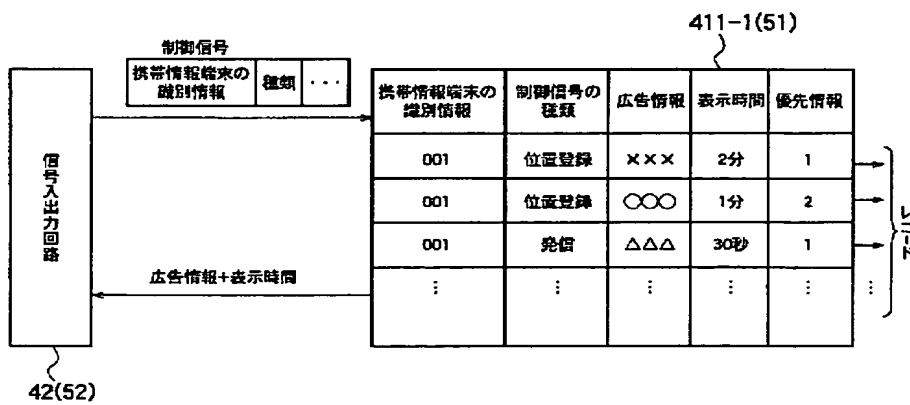 411-1(51)
制御信号
携帯情報端末の
識別情報
種類
・・・
信号入出力回路
広告情報+表示時間
42(52)
携帯情報端末の
識別情報
制御信号の
種類
広告情報
表示時間
優先情報
001
位置登録
×××
2分
1
001
位置登録
○○○
1分
2
001
発信
△△△
30秒
1
⋮
⋮
⋮
⋮
⋮
⋮
レコード